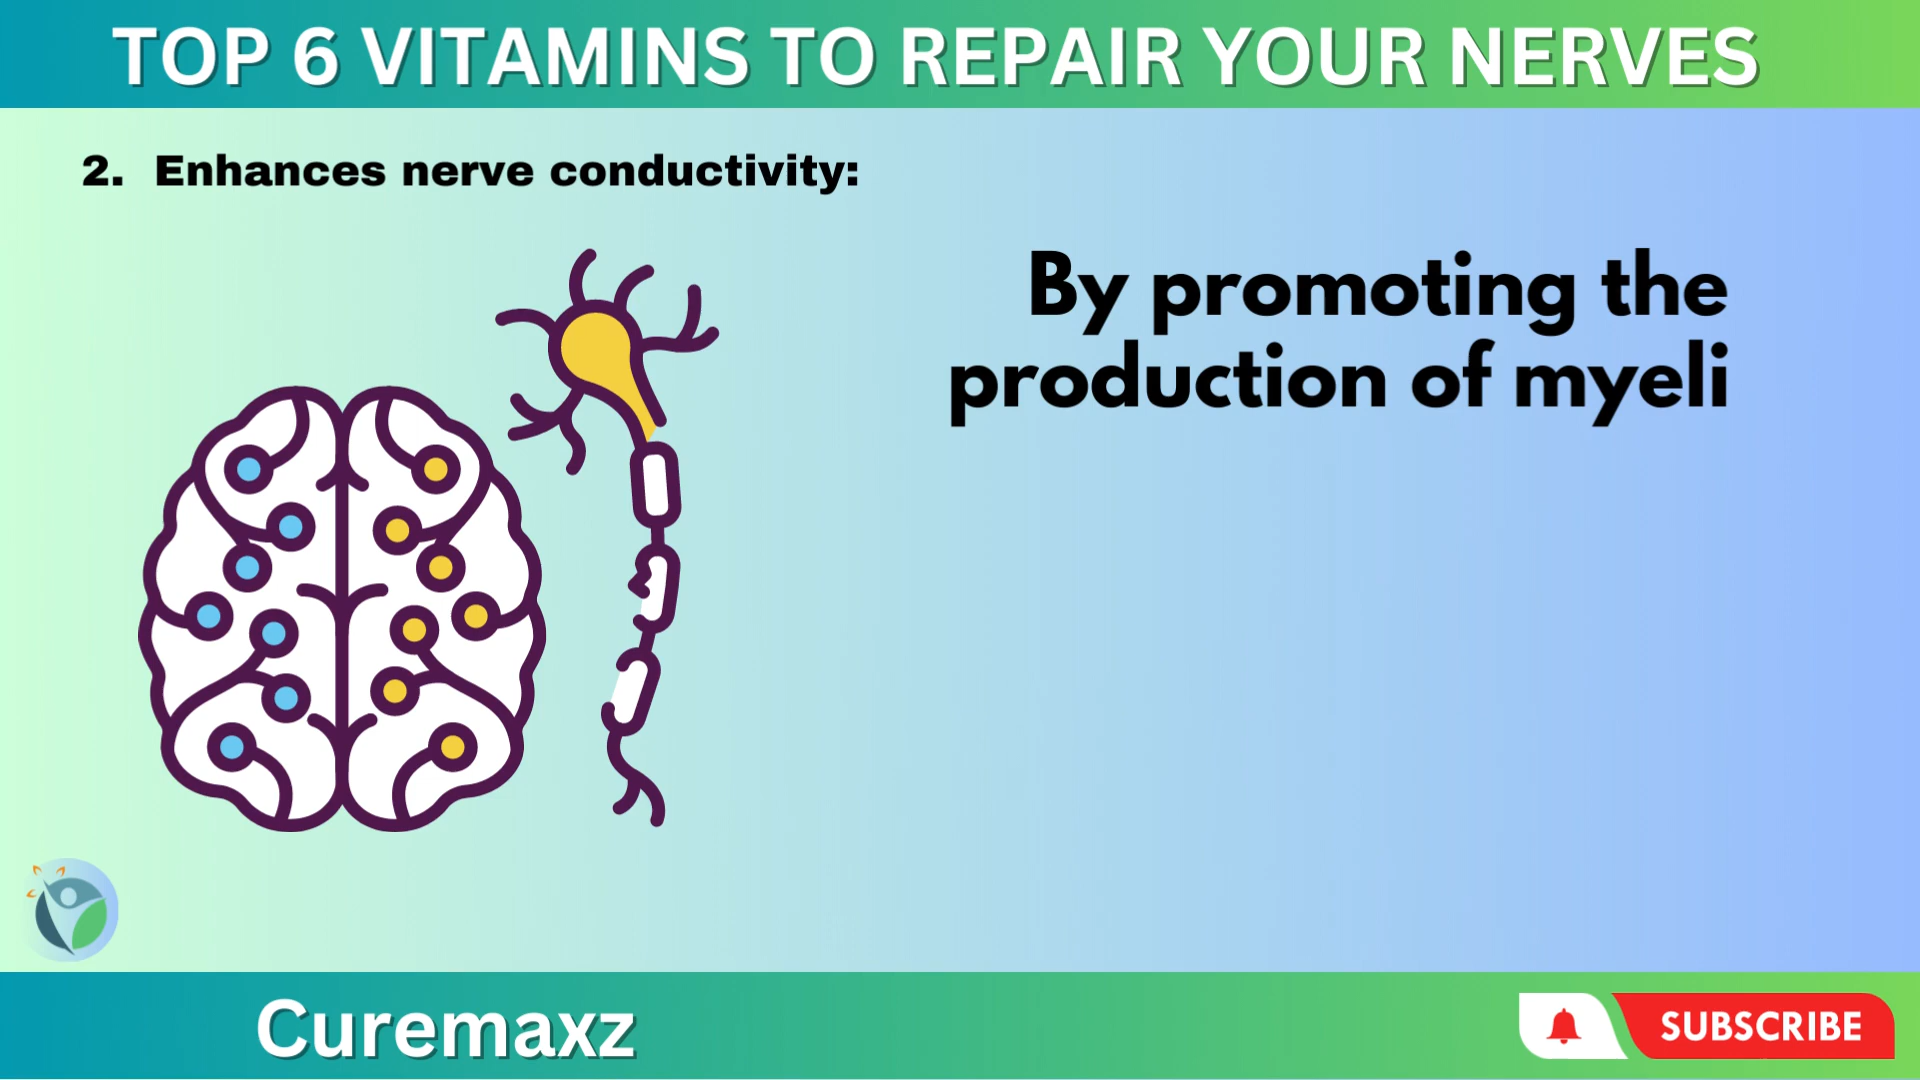 TOP 6 VITAMINS TO REPAIR YOUR NERVES
2. Enhances nerve conductivity:
By promoting the
production of myeli
Curemaxz
SUBSCRIBE